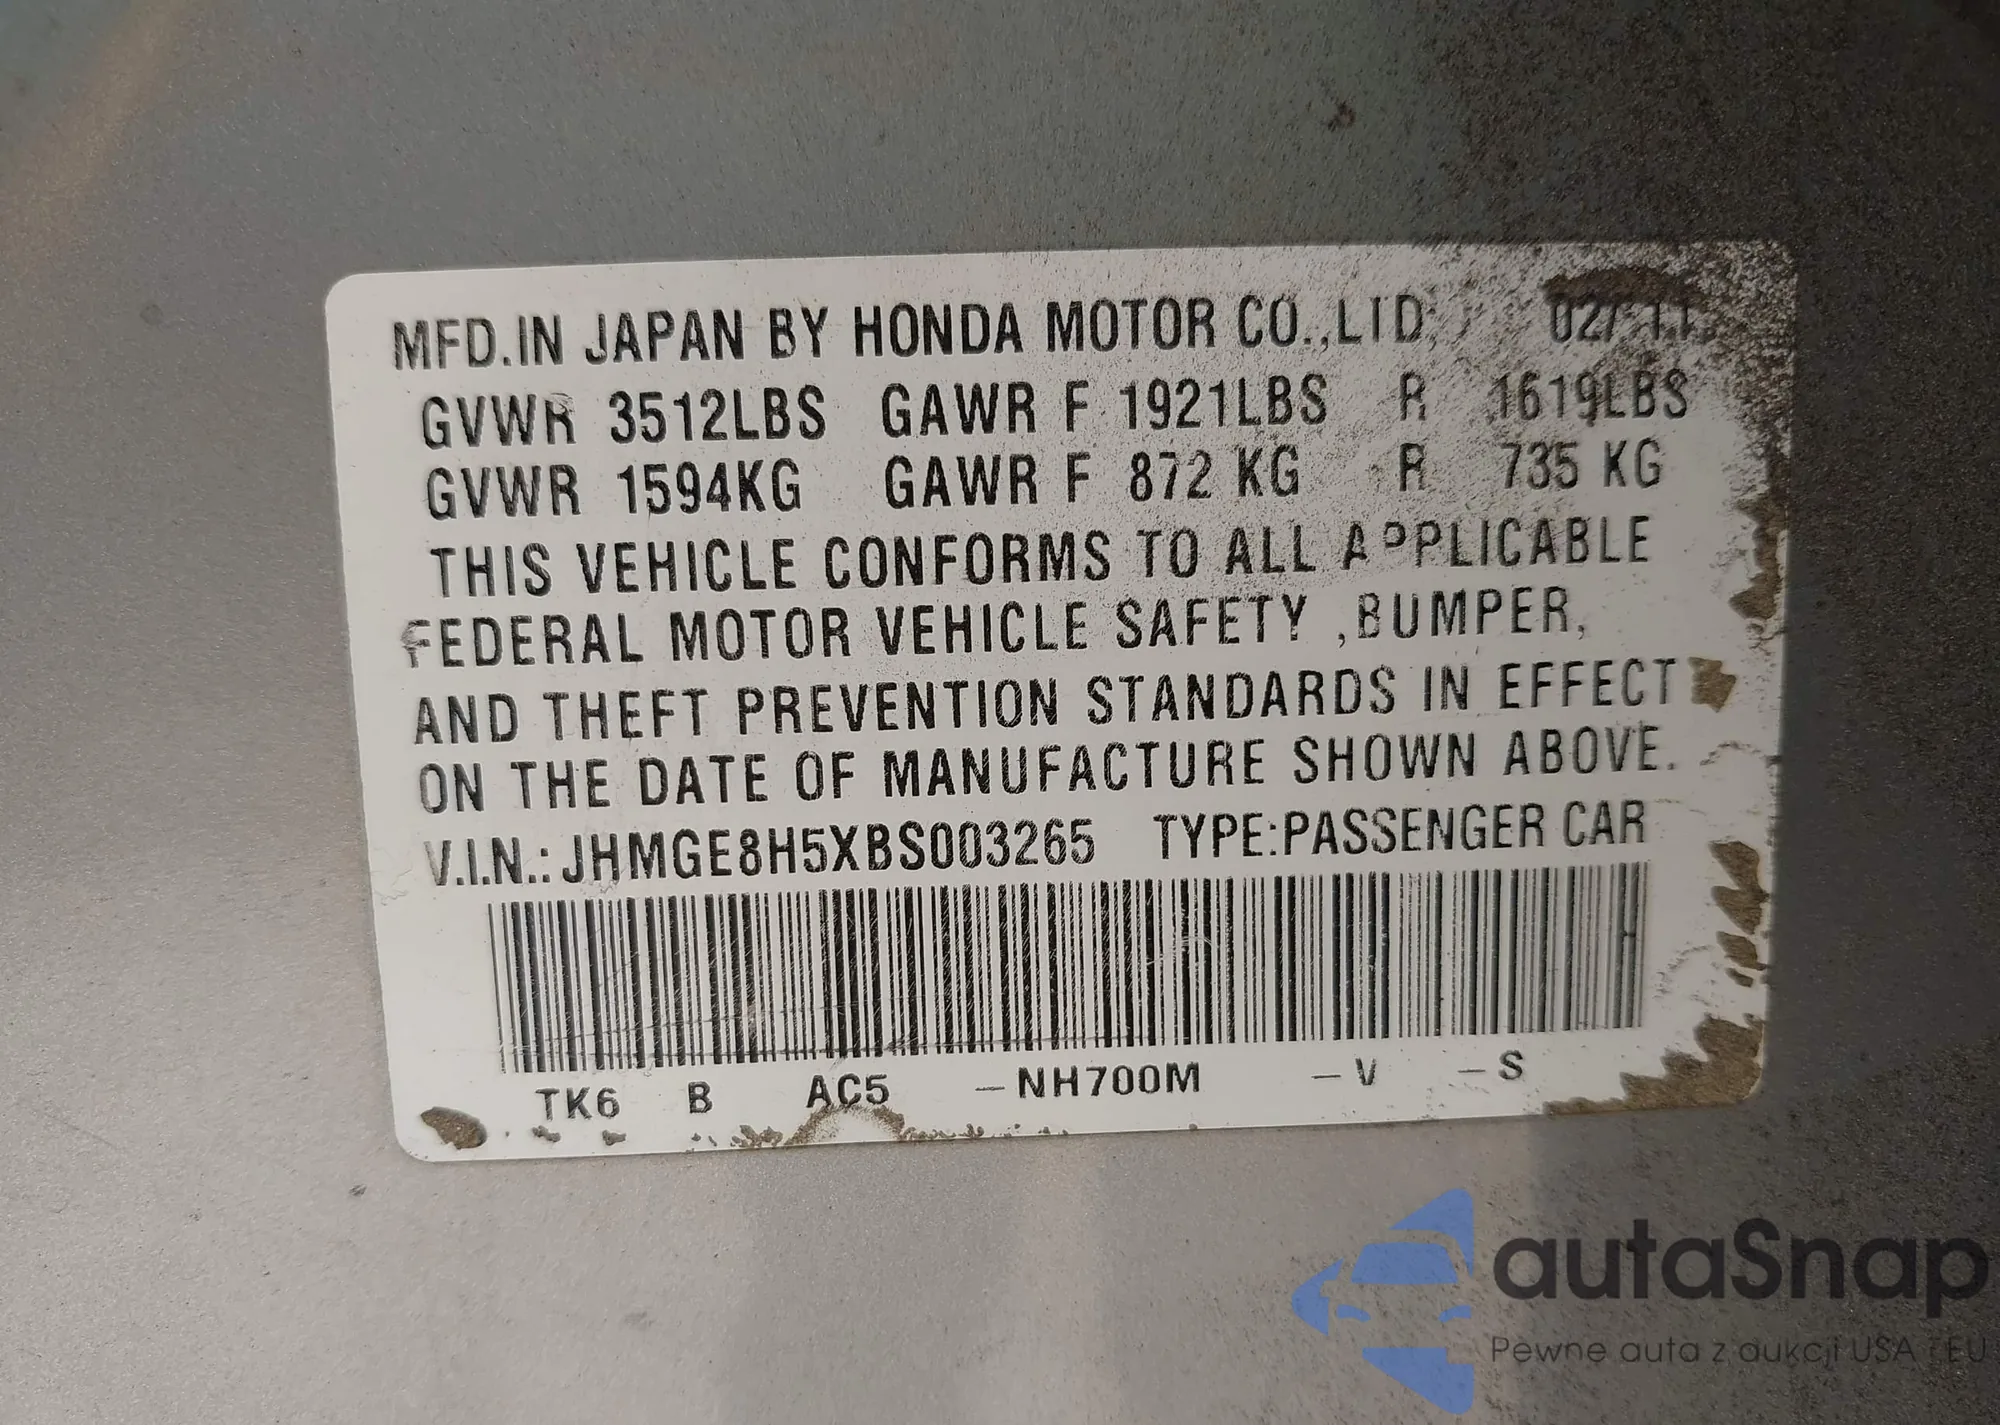 MFD.IN JAPAN BY HONDA MOTOR CO.,LTD. 02/11
GVWR 3512LBS GAWR F 1921LBS R 1619LBS
GVWR 1594KG GAWR F 872 KG R 735 KG
THIS VEHICLE CONFORMS TO ALL APPLICABLE
FEDERAL MOTOR VEHICLE SAFETY ,BUMPER,
AND THEFT PREVENTION STANDARDS IN EFFECT
ON THE DATE OF MANUFACTURE SHOWN ABOVE.
V.I.N.: JHMGE8H5XBS003265 TYPE:PASSENGER CAR
TK6 B AC5 –NH700M –V –S
autaSnap
Pewne auta z aukcji USA i EU